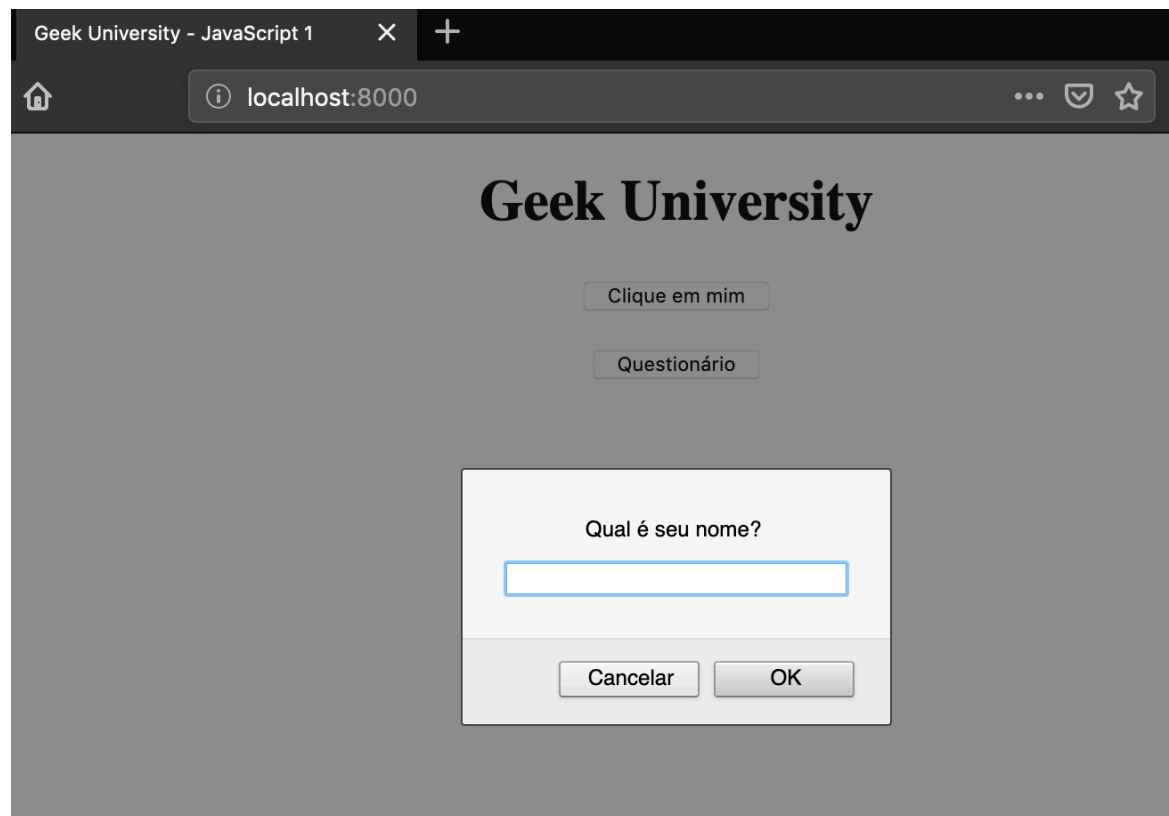 Geek University - JavaScript 1
localhost:8000
Geek University
Clique em mim
Questionário
Qual é seu nome?
Cancelar OK